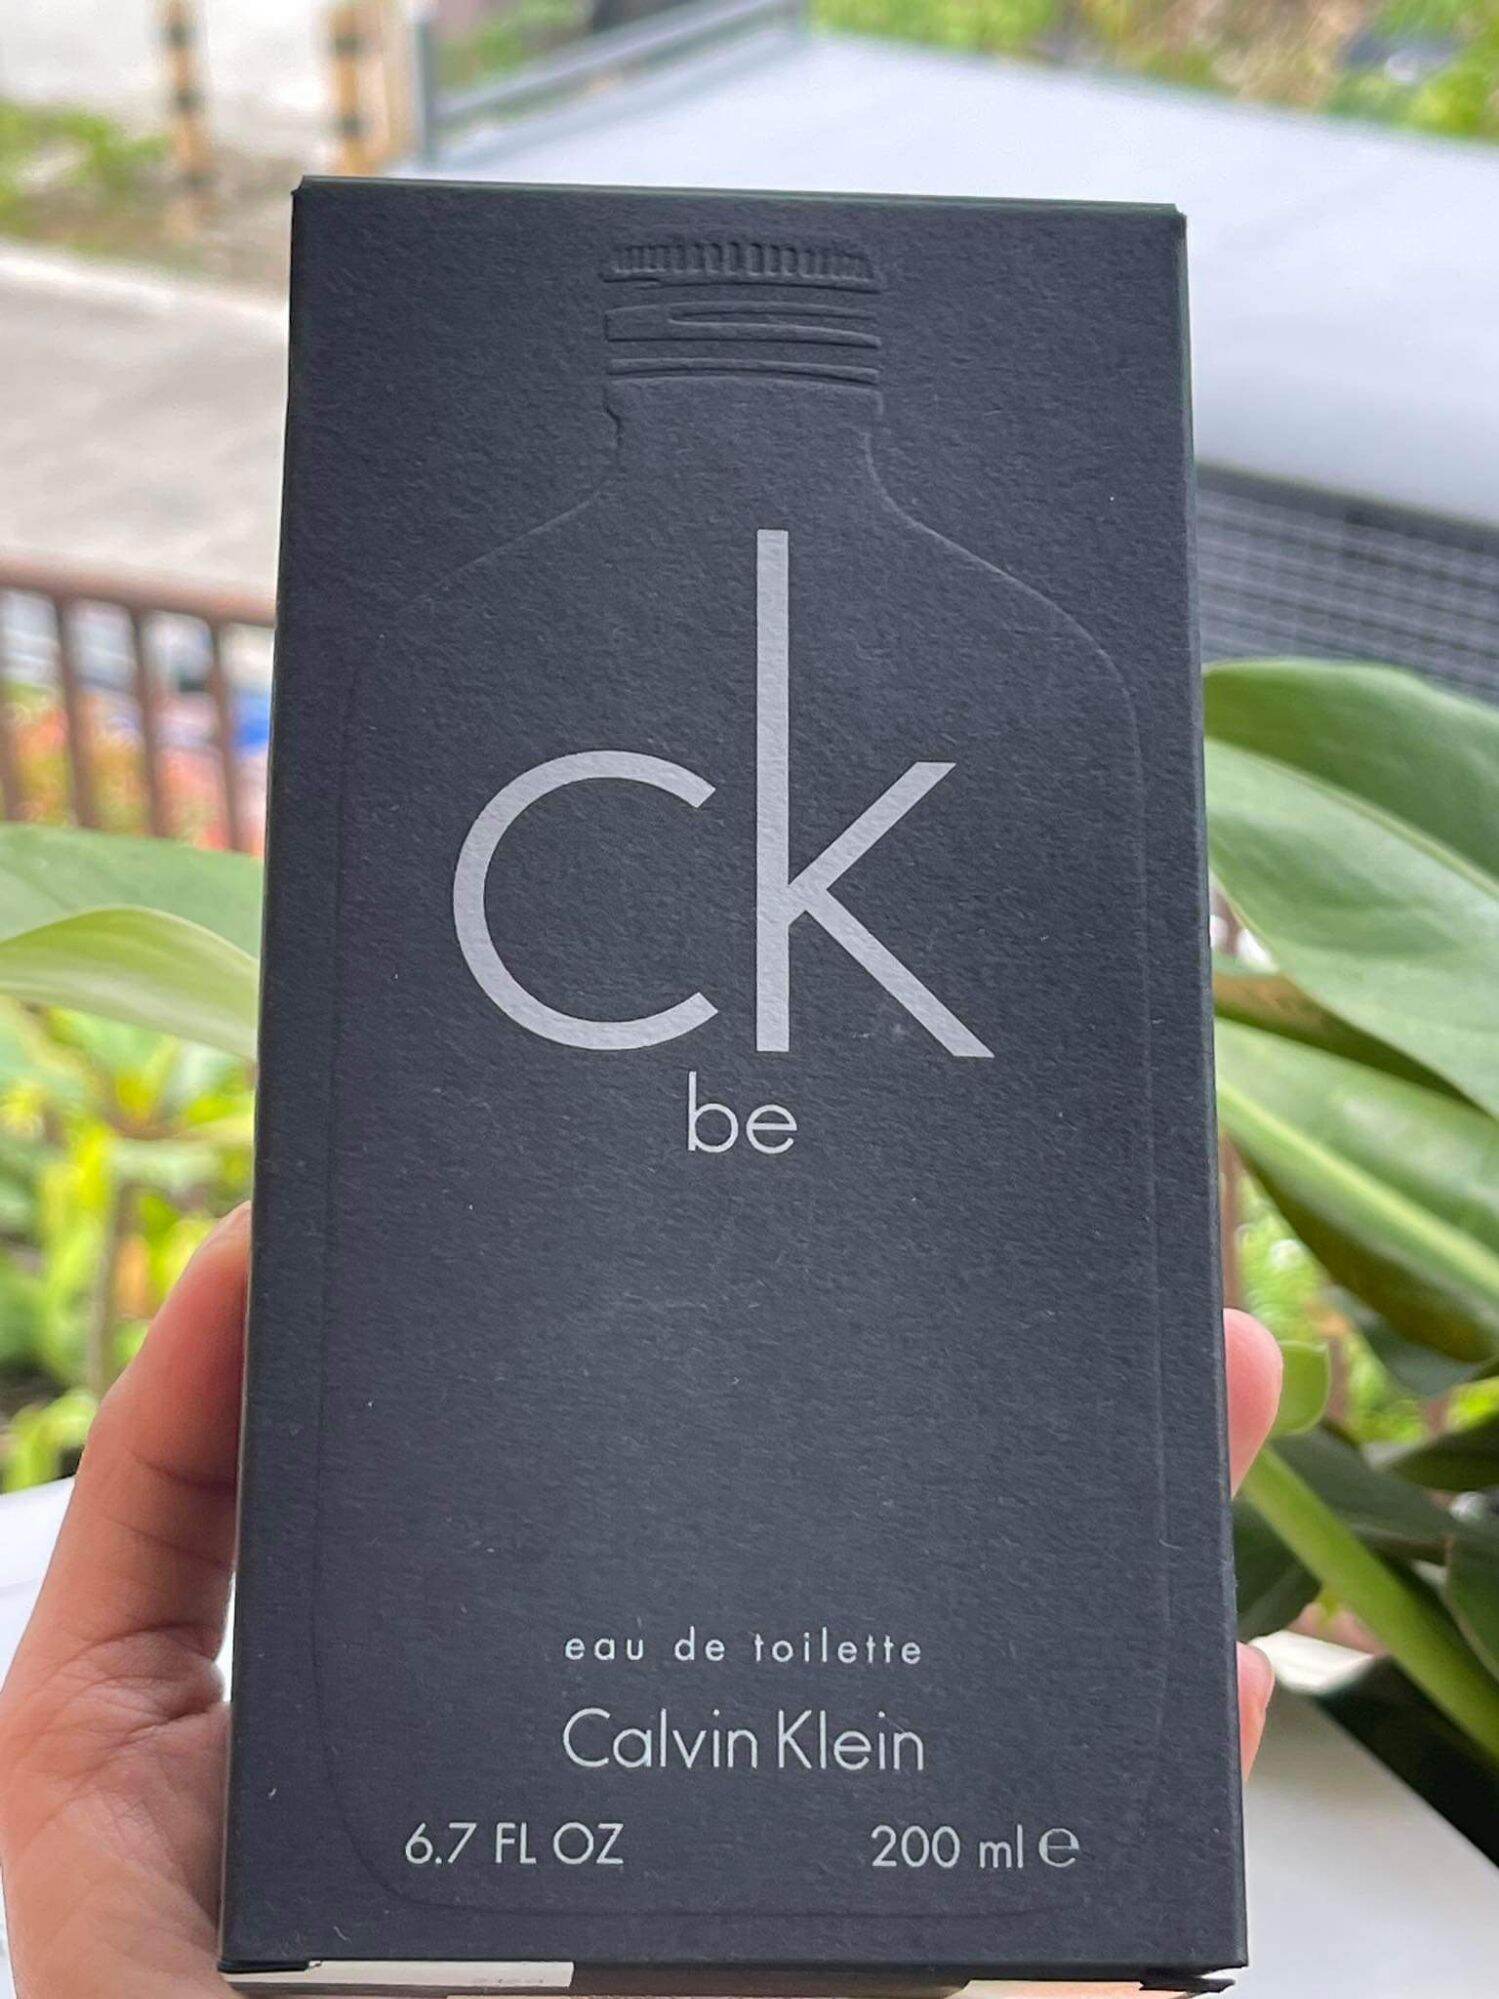 ck
be
eau de toilette
Calvin Klein
6.7 FL OZ 200 ml ℮